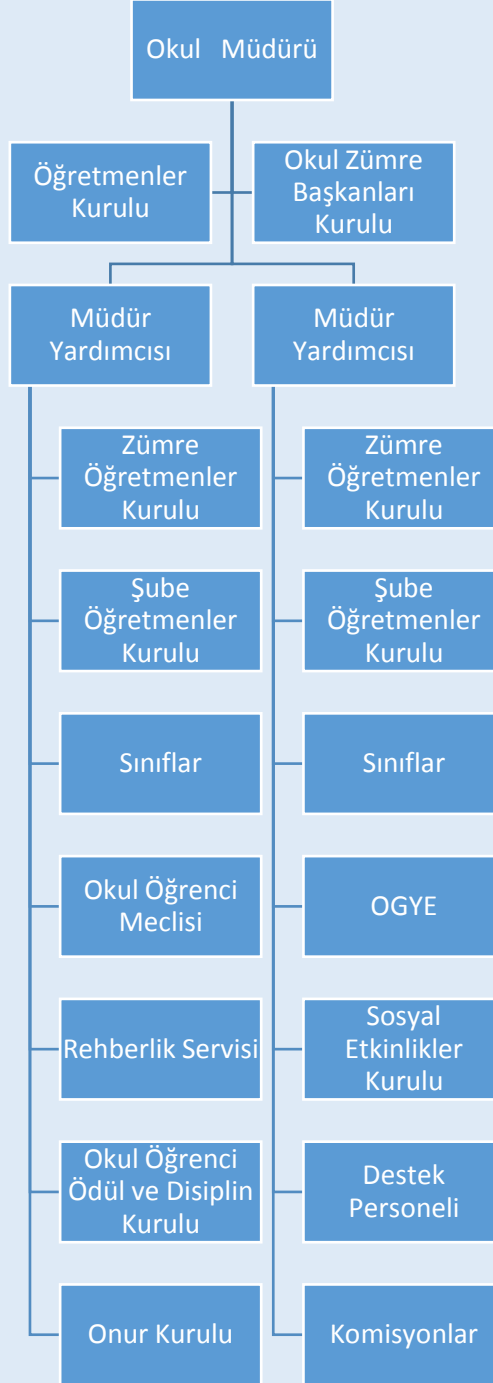 Okul Müdürü
Öğretmenler
Kurulu
Okul Zümre
Başkanları
Kurulu
Müdür
Yardımcısı
Müdür
Yardımcısı
Zümre
Öğretmenler
Kurulu
Şube
Öğretmenler
Kurulu
Sınıflar
Okul Öğrenci
Meclisi
Rehberlik Servisi
Okul Öğrenci
Ödül ve Disiplin
Kurulu
Onur Kurulu
Zümre
Öğretmenler
Kurulu
Şube
Öğretmenler
Kurulu
Sınıflar
OGYE
Sosyal
Etkinlikler
Kurulu
Destek
Personeli
Komisyonlar